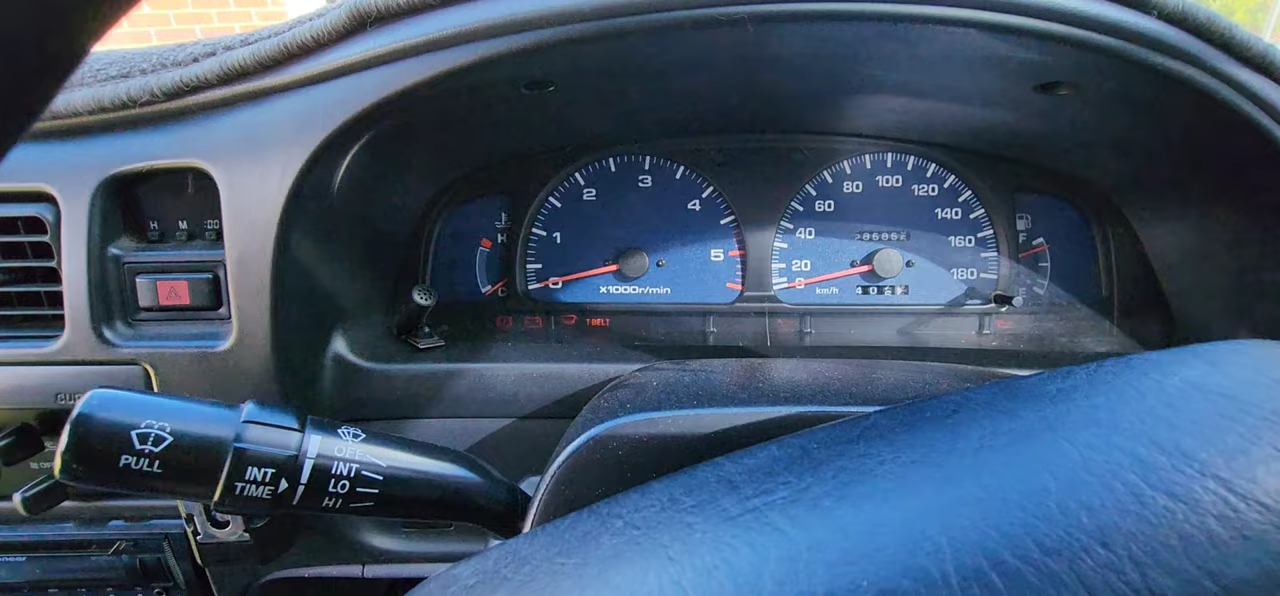 H M :00
H
C
0
1
2
3
4
5
x1000r/min
0
20
40
60
80
100
120
140
160
180
km/h
F
T-BELT
PULL
INT
TIME
OFF
INT
LO
HI